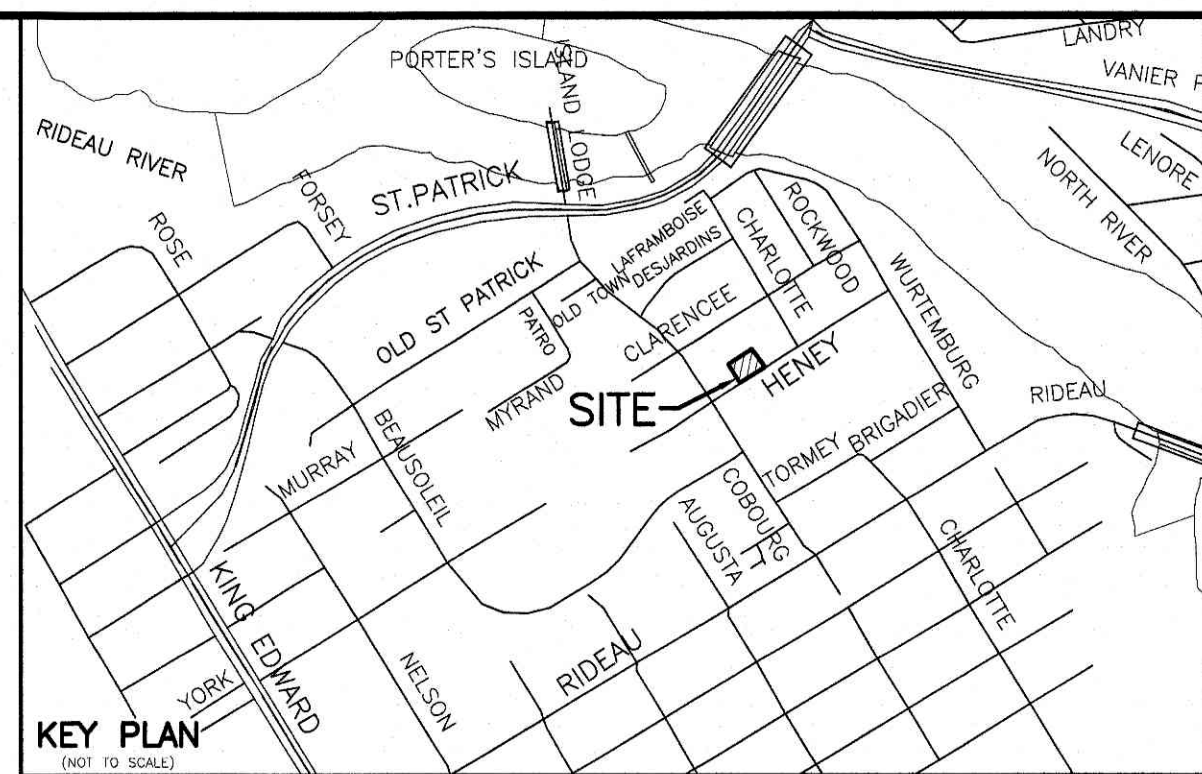 LANDRY
PORTER'S ISLAND
ISLAND LODGE
VANIER P
RIDEAU RIVER
LENORE
NORTH RIVER
FORSEY
ST.PATRICK
ROSE
LAFRAMBOISE
ROCKWOOD
CHARLOTTE
DESJARDINS
OLD TOWN
OLD ST PATRICK
WURTEMBURG
PATRO
CLARENCEE
HENEY
MYRAND
SITE
RIDEAU
BRIGADIER
TORMEY
BEAUSOLEIL
MURRAY
COBOURG
AUGUSTA
CHARLOTTE
KING EDWARD
RIDEAU
NELSON
YORK
KEY PLAN
(NOT TO SCALE)